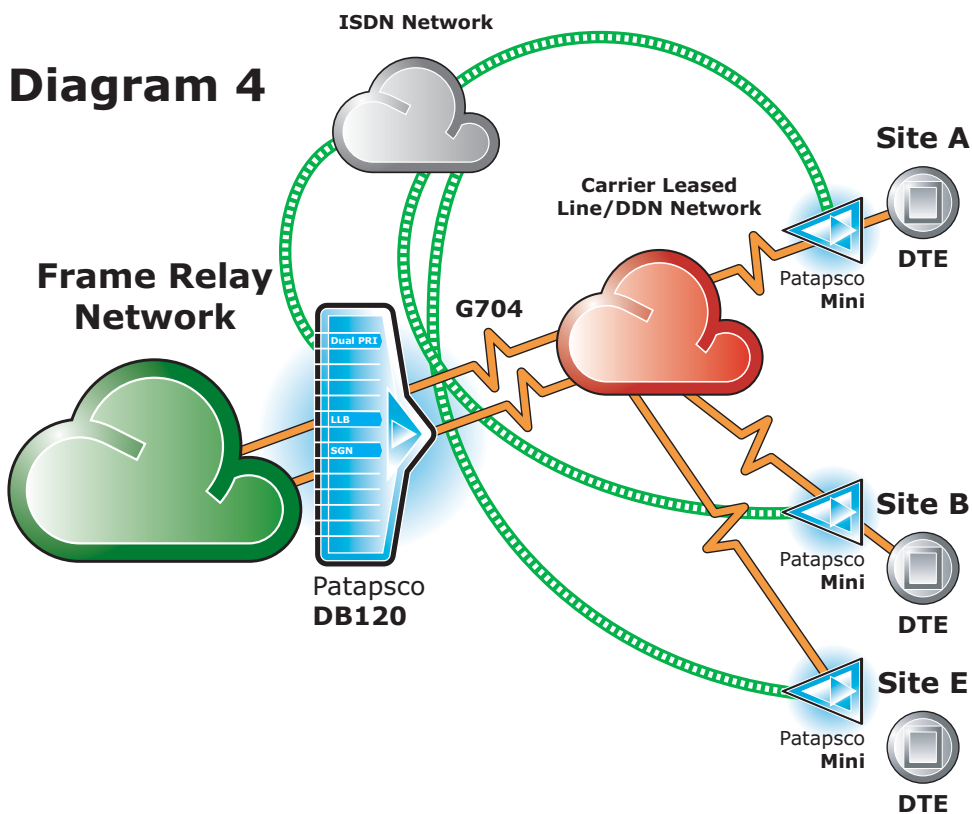 ISDN Network
Diagram 4
Site A
Carrier Leased
Line/DDN Network
DTE
Patapsco
Mini
Frame Relay
Network
G704
Dual PRI
LLB
SGN
Patapsco
DB120
Site B
Patapsco
Mini
DTE
Site E
Patapsco
Mini
DTE